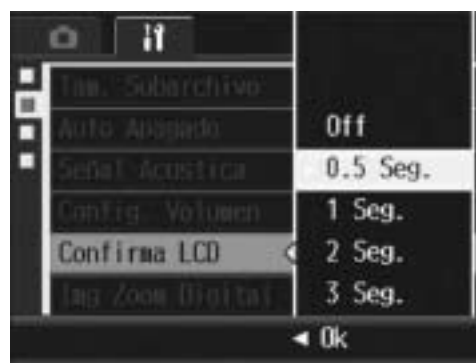 Tam. Subarchivo
Auto Apagado
Off
Señal Acustica
0.5 Seg.
Config. Volumen
1 Seg.
Confirma LCD
2 Seg.
Img Zoom Digital
3 Seg.
Ok